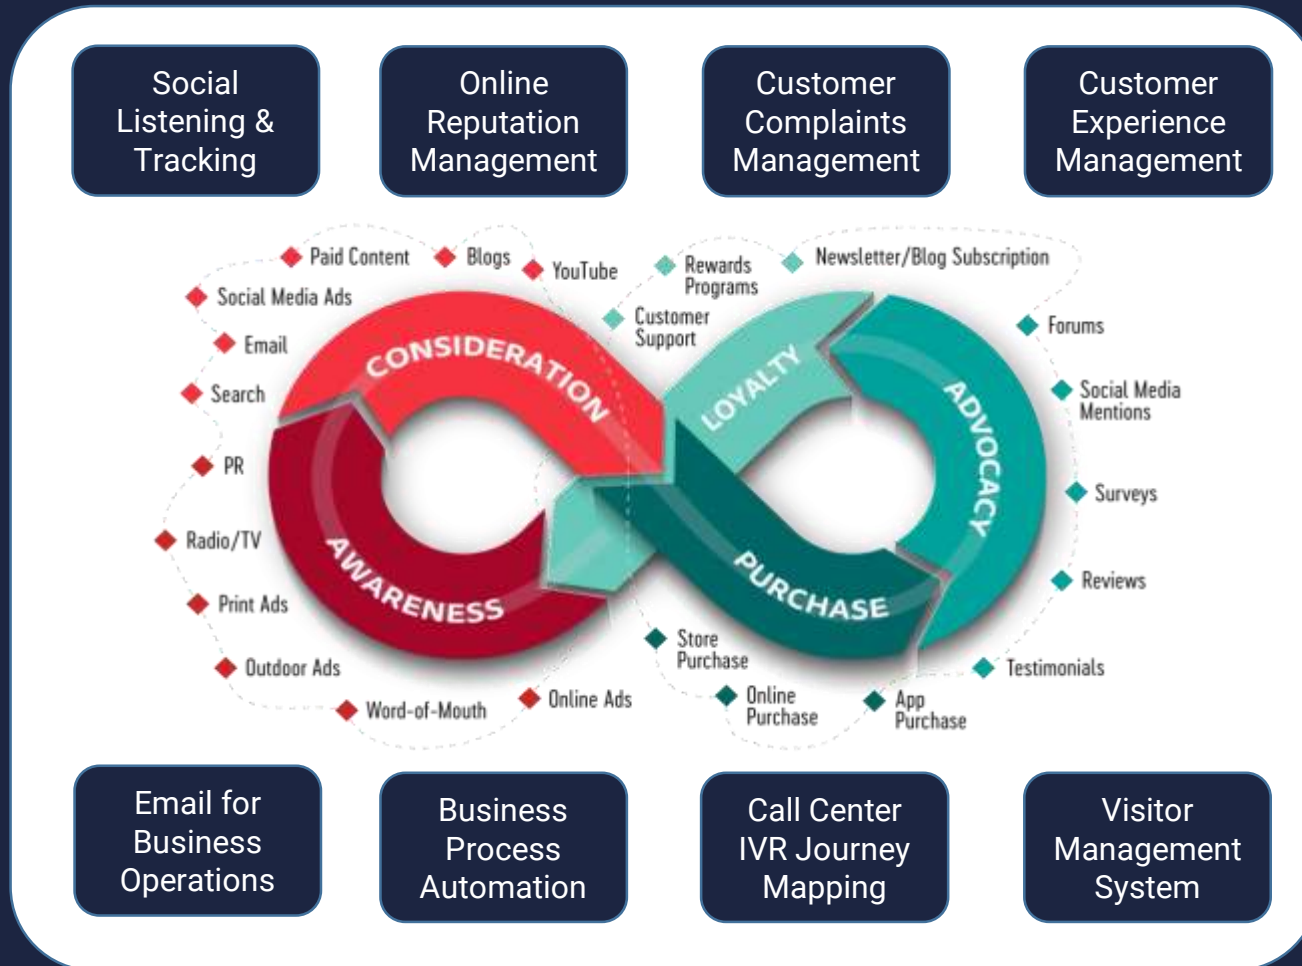 Social
Listening &
Tracking
Online
Reputation
Management
Customer
Complaints
Management
Customer
Experience
Management
Paid Content
Blogs
YouTube
Social Media Ads
Email
Search
PR
Radio/TV
Print Ads
Outdoor Ads
Word-of-Mouth
Online Ads
CONSIDERATION
AWARENESS
Rewards
Programs
Newsletter/Blog Subscription
Customer
Support
LOYALTY
ADVOCACY
PURCHASE
Forums
Social Media
Mentions
Surveys
Reviews
Testimonials
Store
Purchase
Online
Purchase
App
Purchase
Email for
Business
Operations
Business
Process
Automation
Call Center
IVR Journey
Mapping
Visitor
Management
System